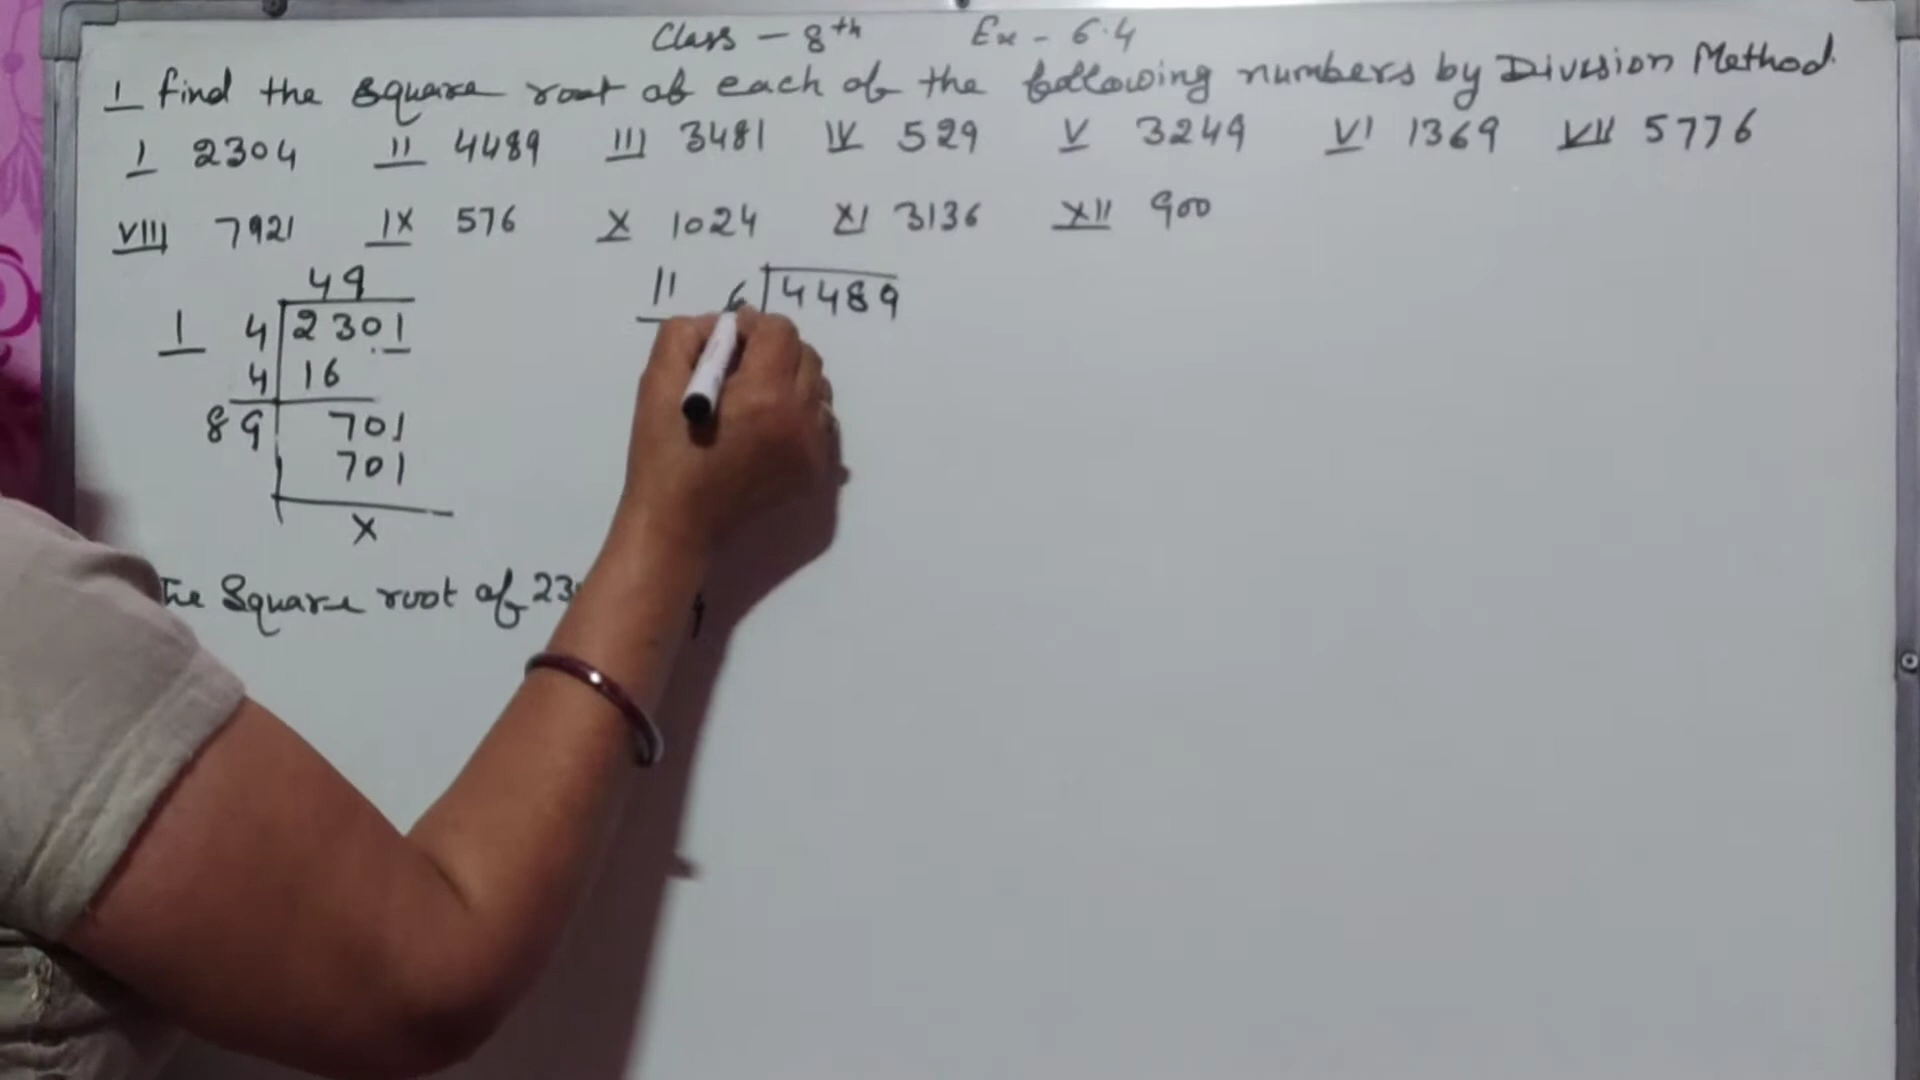 Class - 8th Ex - 6.4
1 find the square root of each of the following numbers by Division Method.
I 2304 II 4489 III 3481 IV 529 V 3249 VI 1369 VII 5776
VIII 7921 IX 576 X 1024 XI 3136 XII 900
49
1 4 2301
4 16
89 701
701
x
The Square root of 23
11 6 4489